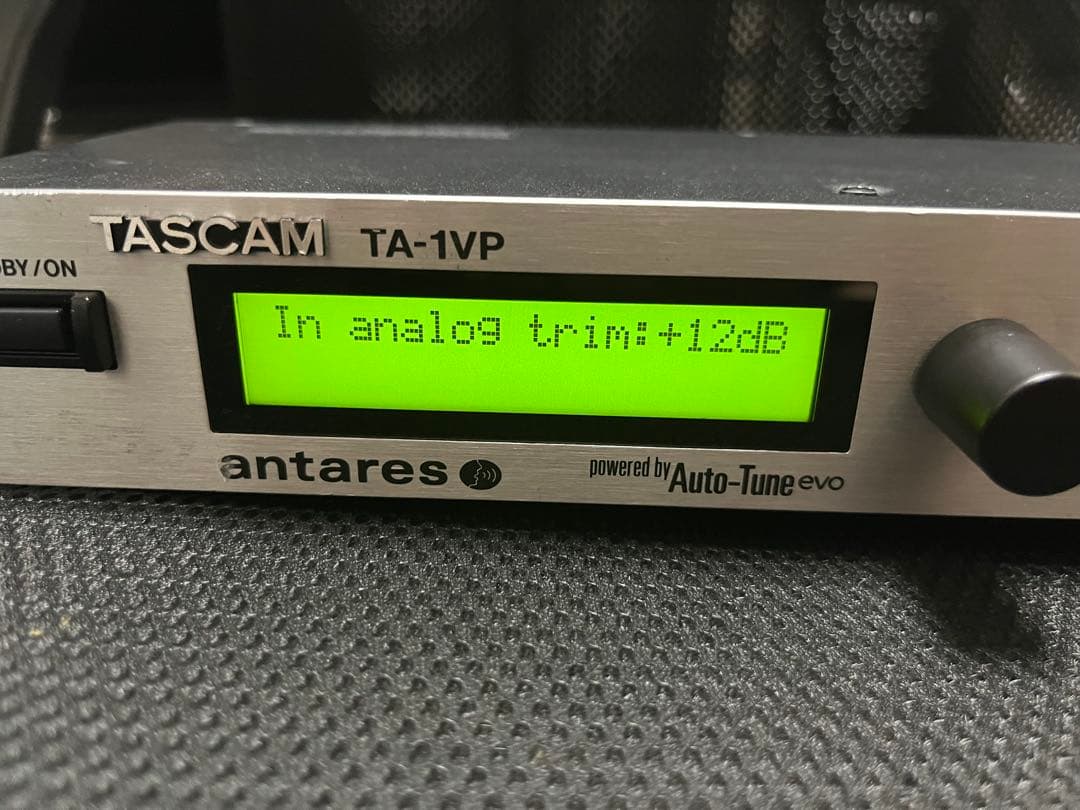 TASCAM TA-1VP
BY/ON
In analog trim:+12dB
antares
powered by Auto-Tune evo